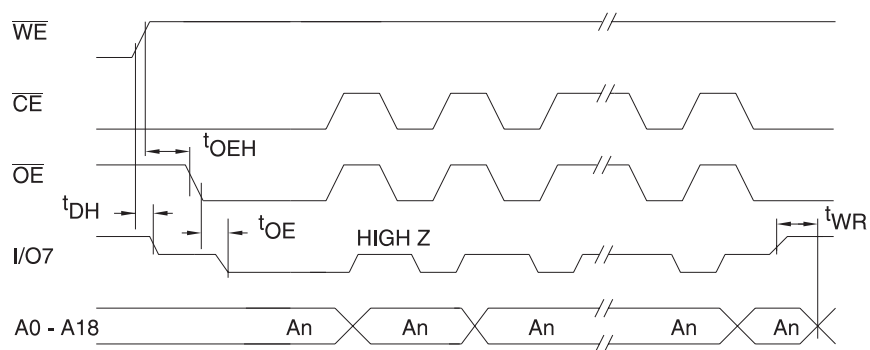 WE
CE
tOEH
OE
tDH
tOE
tWR
HIGH Z
I/O7
A0 - A18 An An An An An